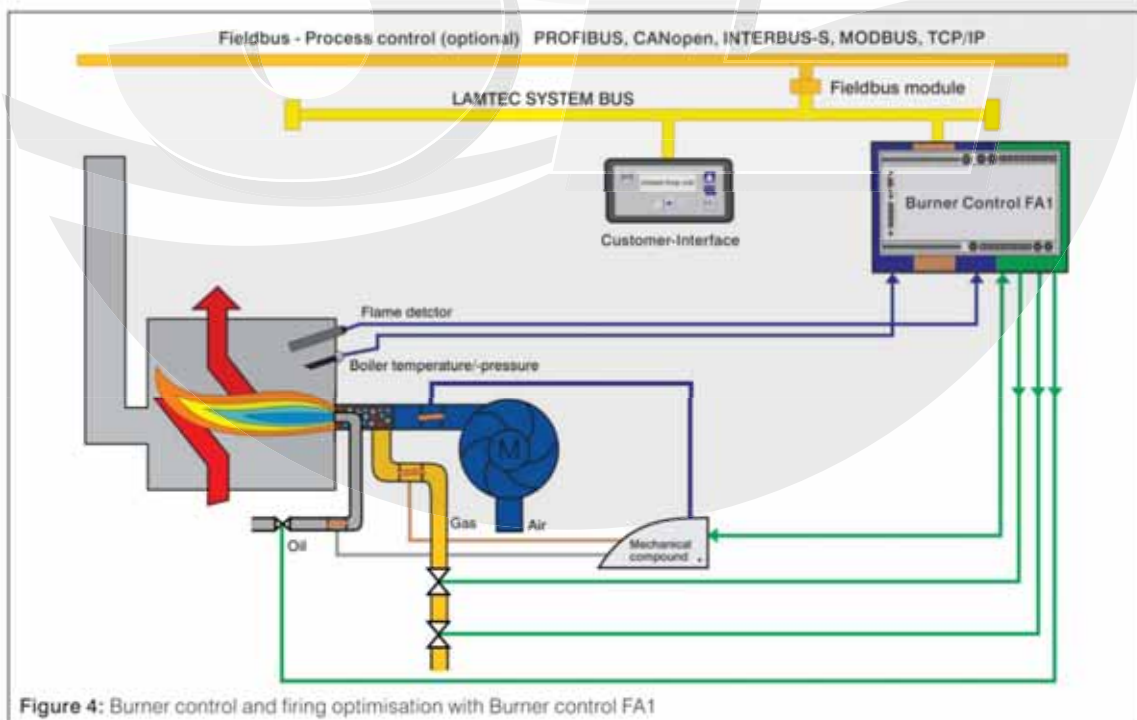 Fieldbus - Process control (optional) PROFIBUS, CANopen, INTERBUS-S, MODBUS, TCP/IP
Fieldbus module
LAMTEC SYSTEM BUS
Burner Control FA1
Customer-Interface
Flame detctor
Boiler temperature/-pressure
M
Gas
Air
Oil
Mechanical
compound
Figure 4: Burner control and firing optimisation with Burner control FA1